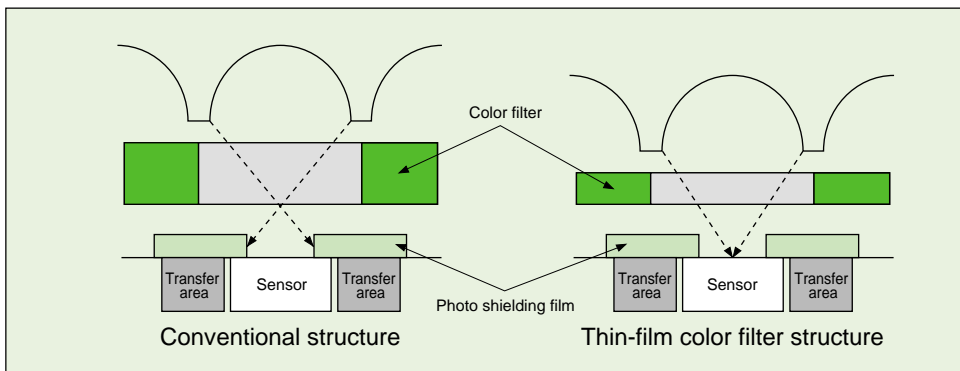 Color filter
Transfer
area
Sensor
Transfer
area
Photo shielding film
Transfer
area
Sensor
Transfer
area
Conventional structure
Thin-film color filter structure